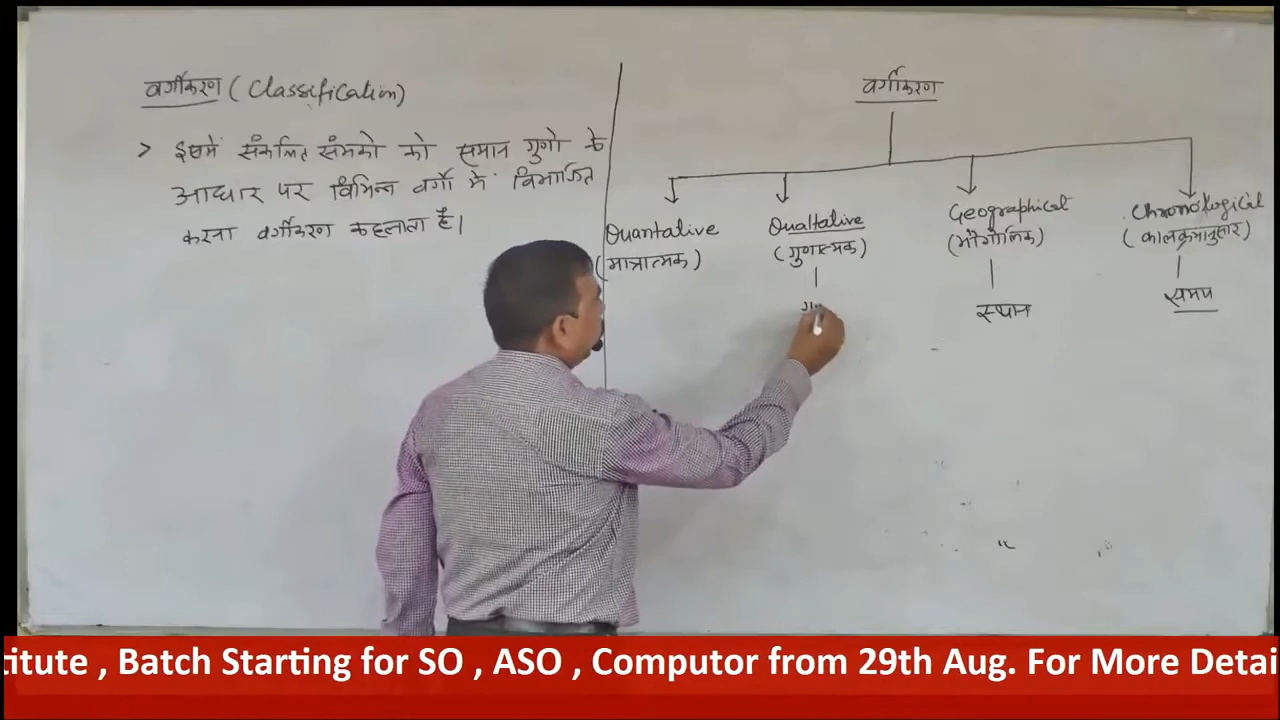 वर्गीकरण (Classification)
> इसमें संकलित संमको को समान गुणो के
आधार पर विभिन्न वर्गो में विभाजित
करना वर्गीकरण कहलाता है।
वर्गीकरण
Quantative
(मात्रात्मक)
Qualtative
(गुणात्मक)
Geographical
(भौगोलिक)
स्थान
Chronological
(कालक्रमानुसार)
समय
titute , Batch Starting for SO , ASO , Computor from 29th Aug. For More Detai